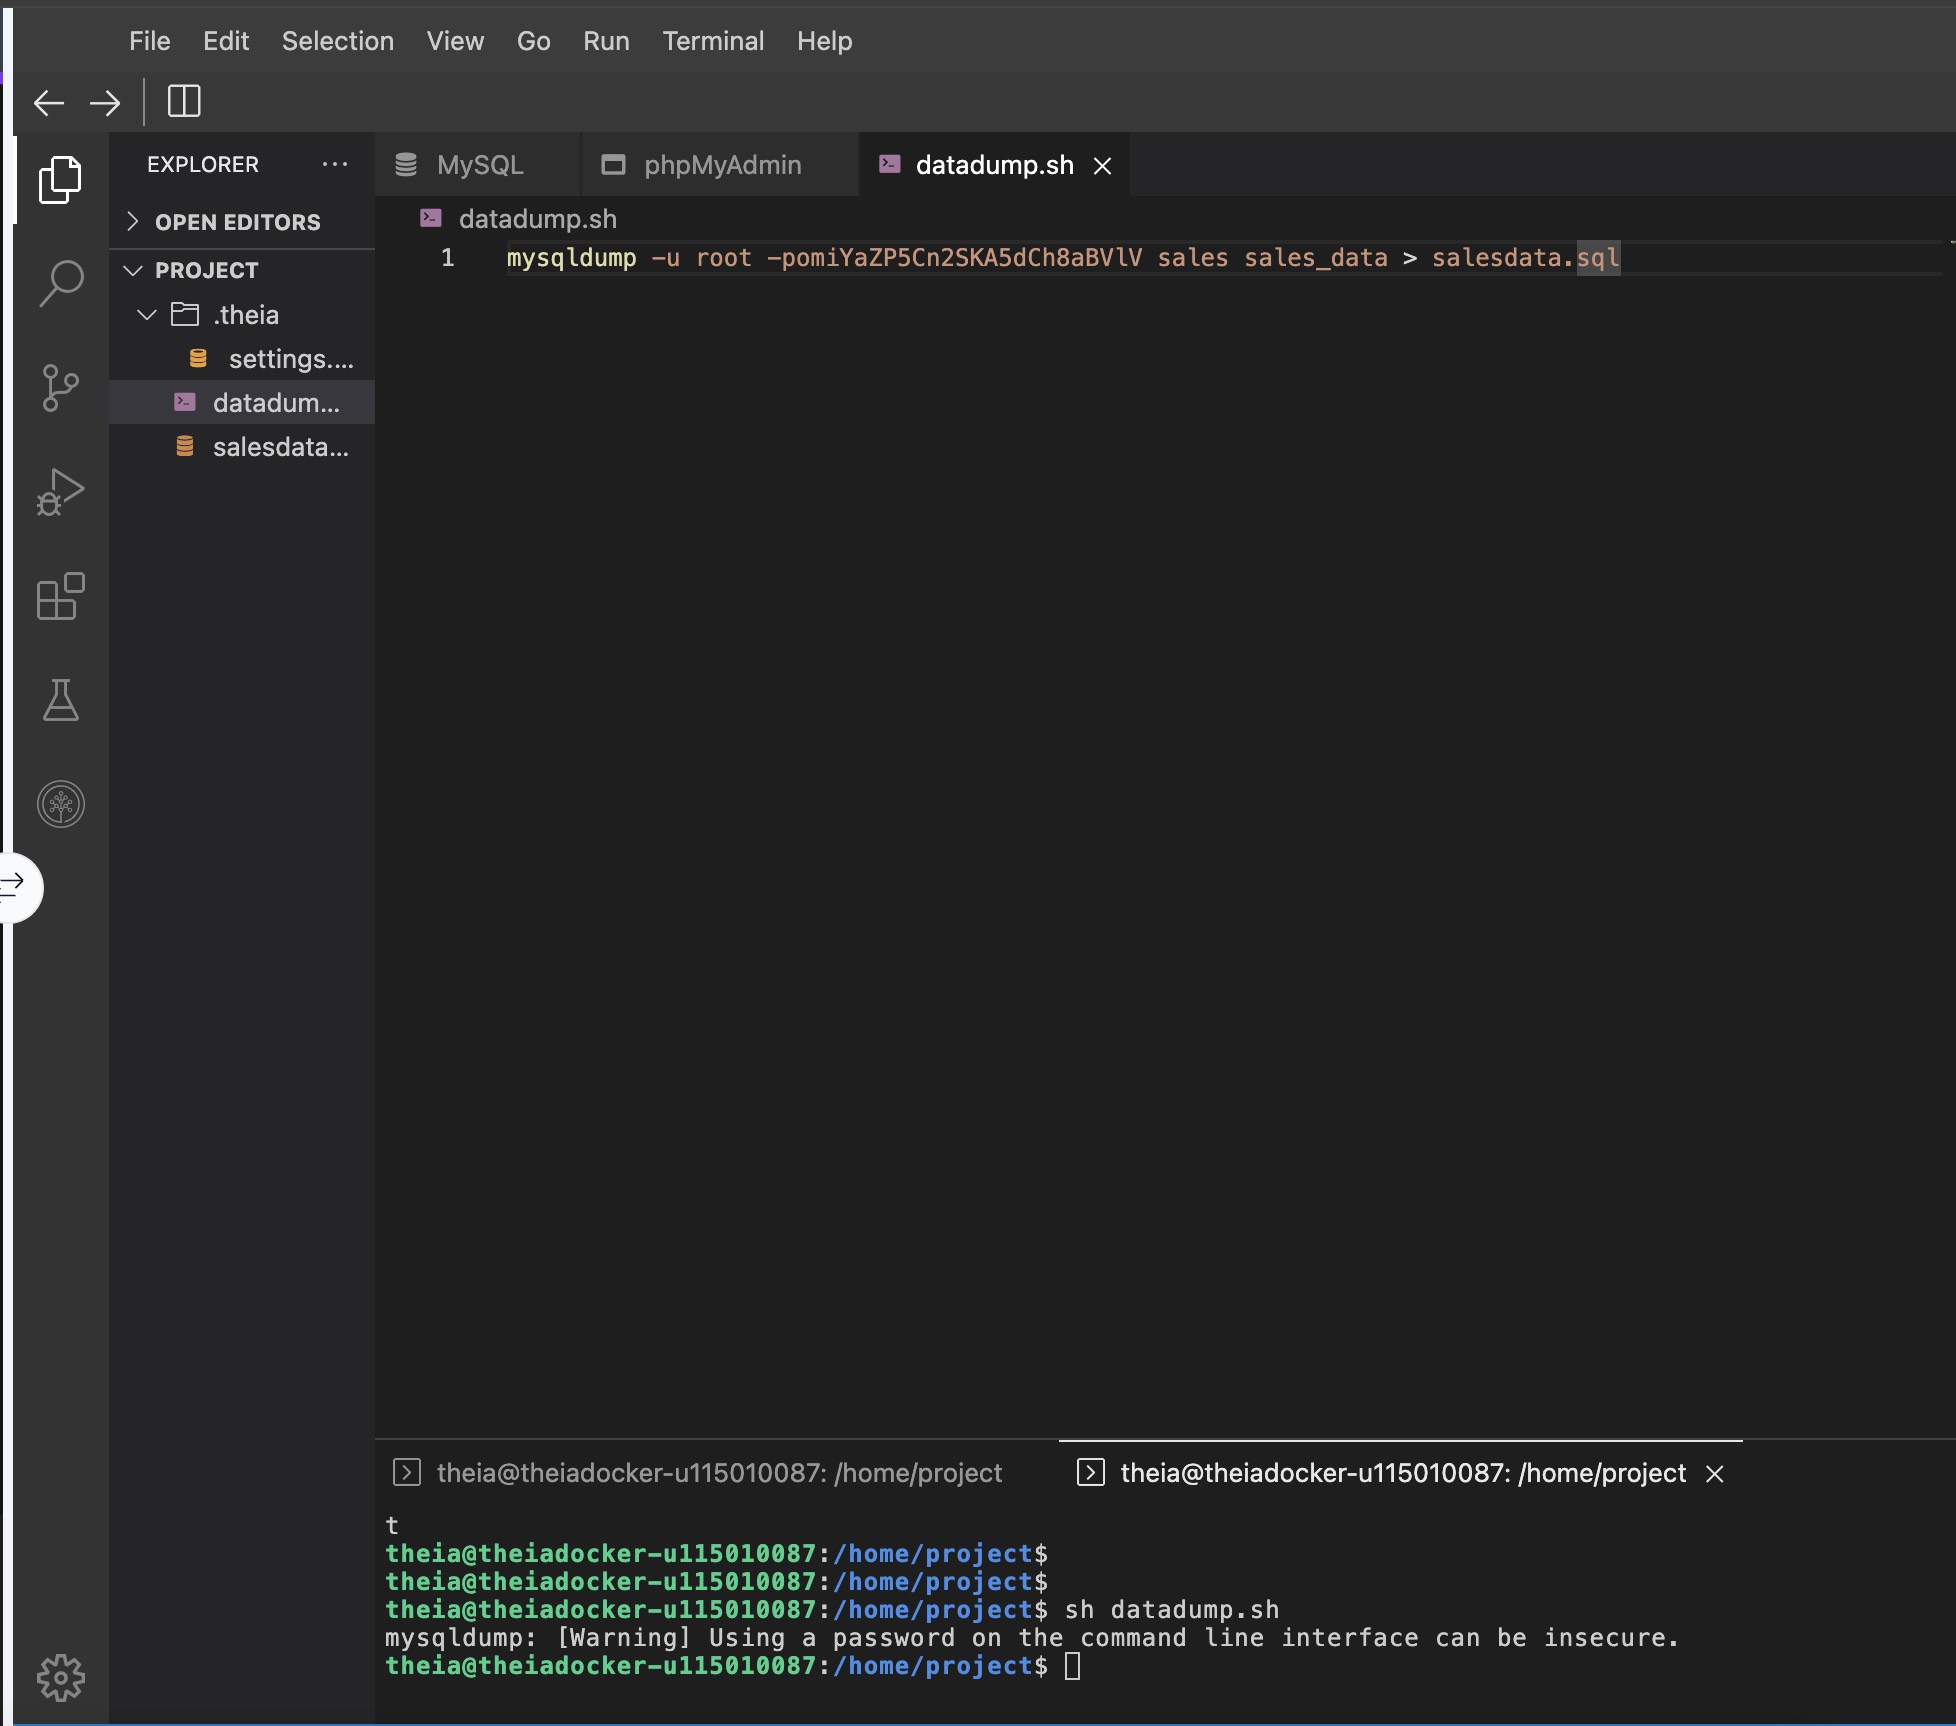 File Edit Selection View Go Run Terminal Help
EXPLORER ...
OPEN EDITORS
PROJECT
.theia
settings....
datadum...
salesdata...
MySQL phpMyAdmin datadump.sh
datadump.sh
1 mysqldump -u root -pomiYaZP5Cn2SKA5dCh8aBVlV sales sales_data > salesdata.sql
theia@theiadocker-u115010087: /home/project theia@theiadocker-u115010087: /home/project
t
theia@theiadocker-u115010087:/home/project$
theia@theiadocker-u115010087:/home/project$
theia@theiadocker-u115010087:/home/project$ sh datadump.sh
mysqldump: [Warning] Using a password on the command line interface can be insecure.
theia@theiadocker-u115010087:/home/project$